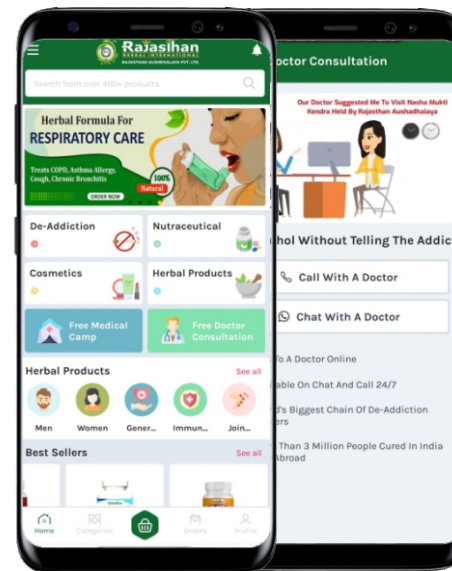 Rajasthan
HERBAL INTERNATIONAL
RAJASTHAN AUSHDHALAYA PVT. LTD.
Search from over 400+ products
Herbal Formula For
RESPIRATORY CARE
Treats COPD, Asthma Allergy,
Cough, Chronic Bronchitis
100%
Natural
ORDER NOW
De-Addiction
Nutraceutical
Cosmetics
Herbal Products
Free Medical
Camp
Free Doctor
Consultation
Herbal Products
See all
Men
Women
Gener...
Immun...
Join...
Best Sellers
See all
Home
Categories
Orders
Profile
octor Consultation
Our Doctor Suggested Me To Visit Nasha Mukti
Kendra Held By Rajasthan Aushadhalaya
hol Without Telling The Addic
Call With A Doctor
Chat With A Doctor
To A Doctor Online
able On Chat And Call 24/7
d's Biggest Chain Of De-Addiction
ers
Than 3 Million People Cured In India
Abroad